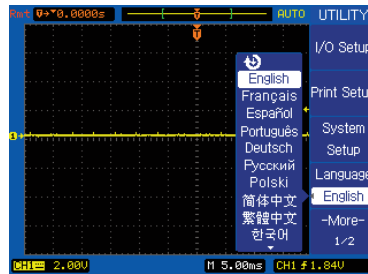 Rmt 0.0000s AUTO UTILITY
I/O Setup
Print Setu
System
Setup
Language
English
-More-
1/2
English
Français
Español
Português
Deutsch
Русский
Polski
简体中文
繁體中文
한국어
CH1 2.00V M 5.00ms CH1 1.84V